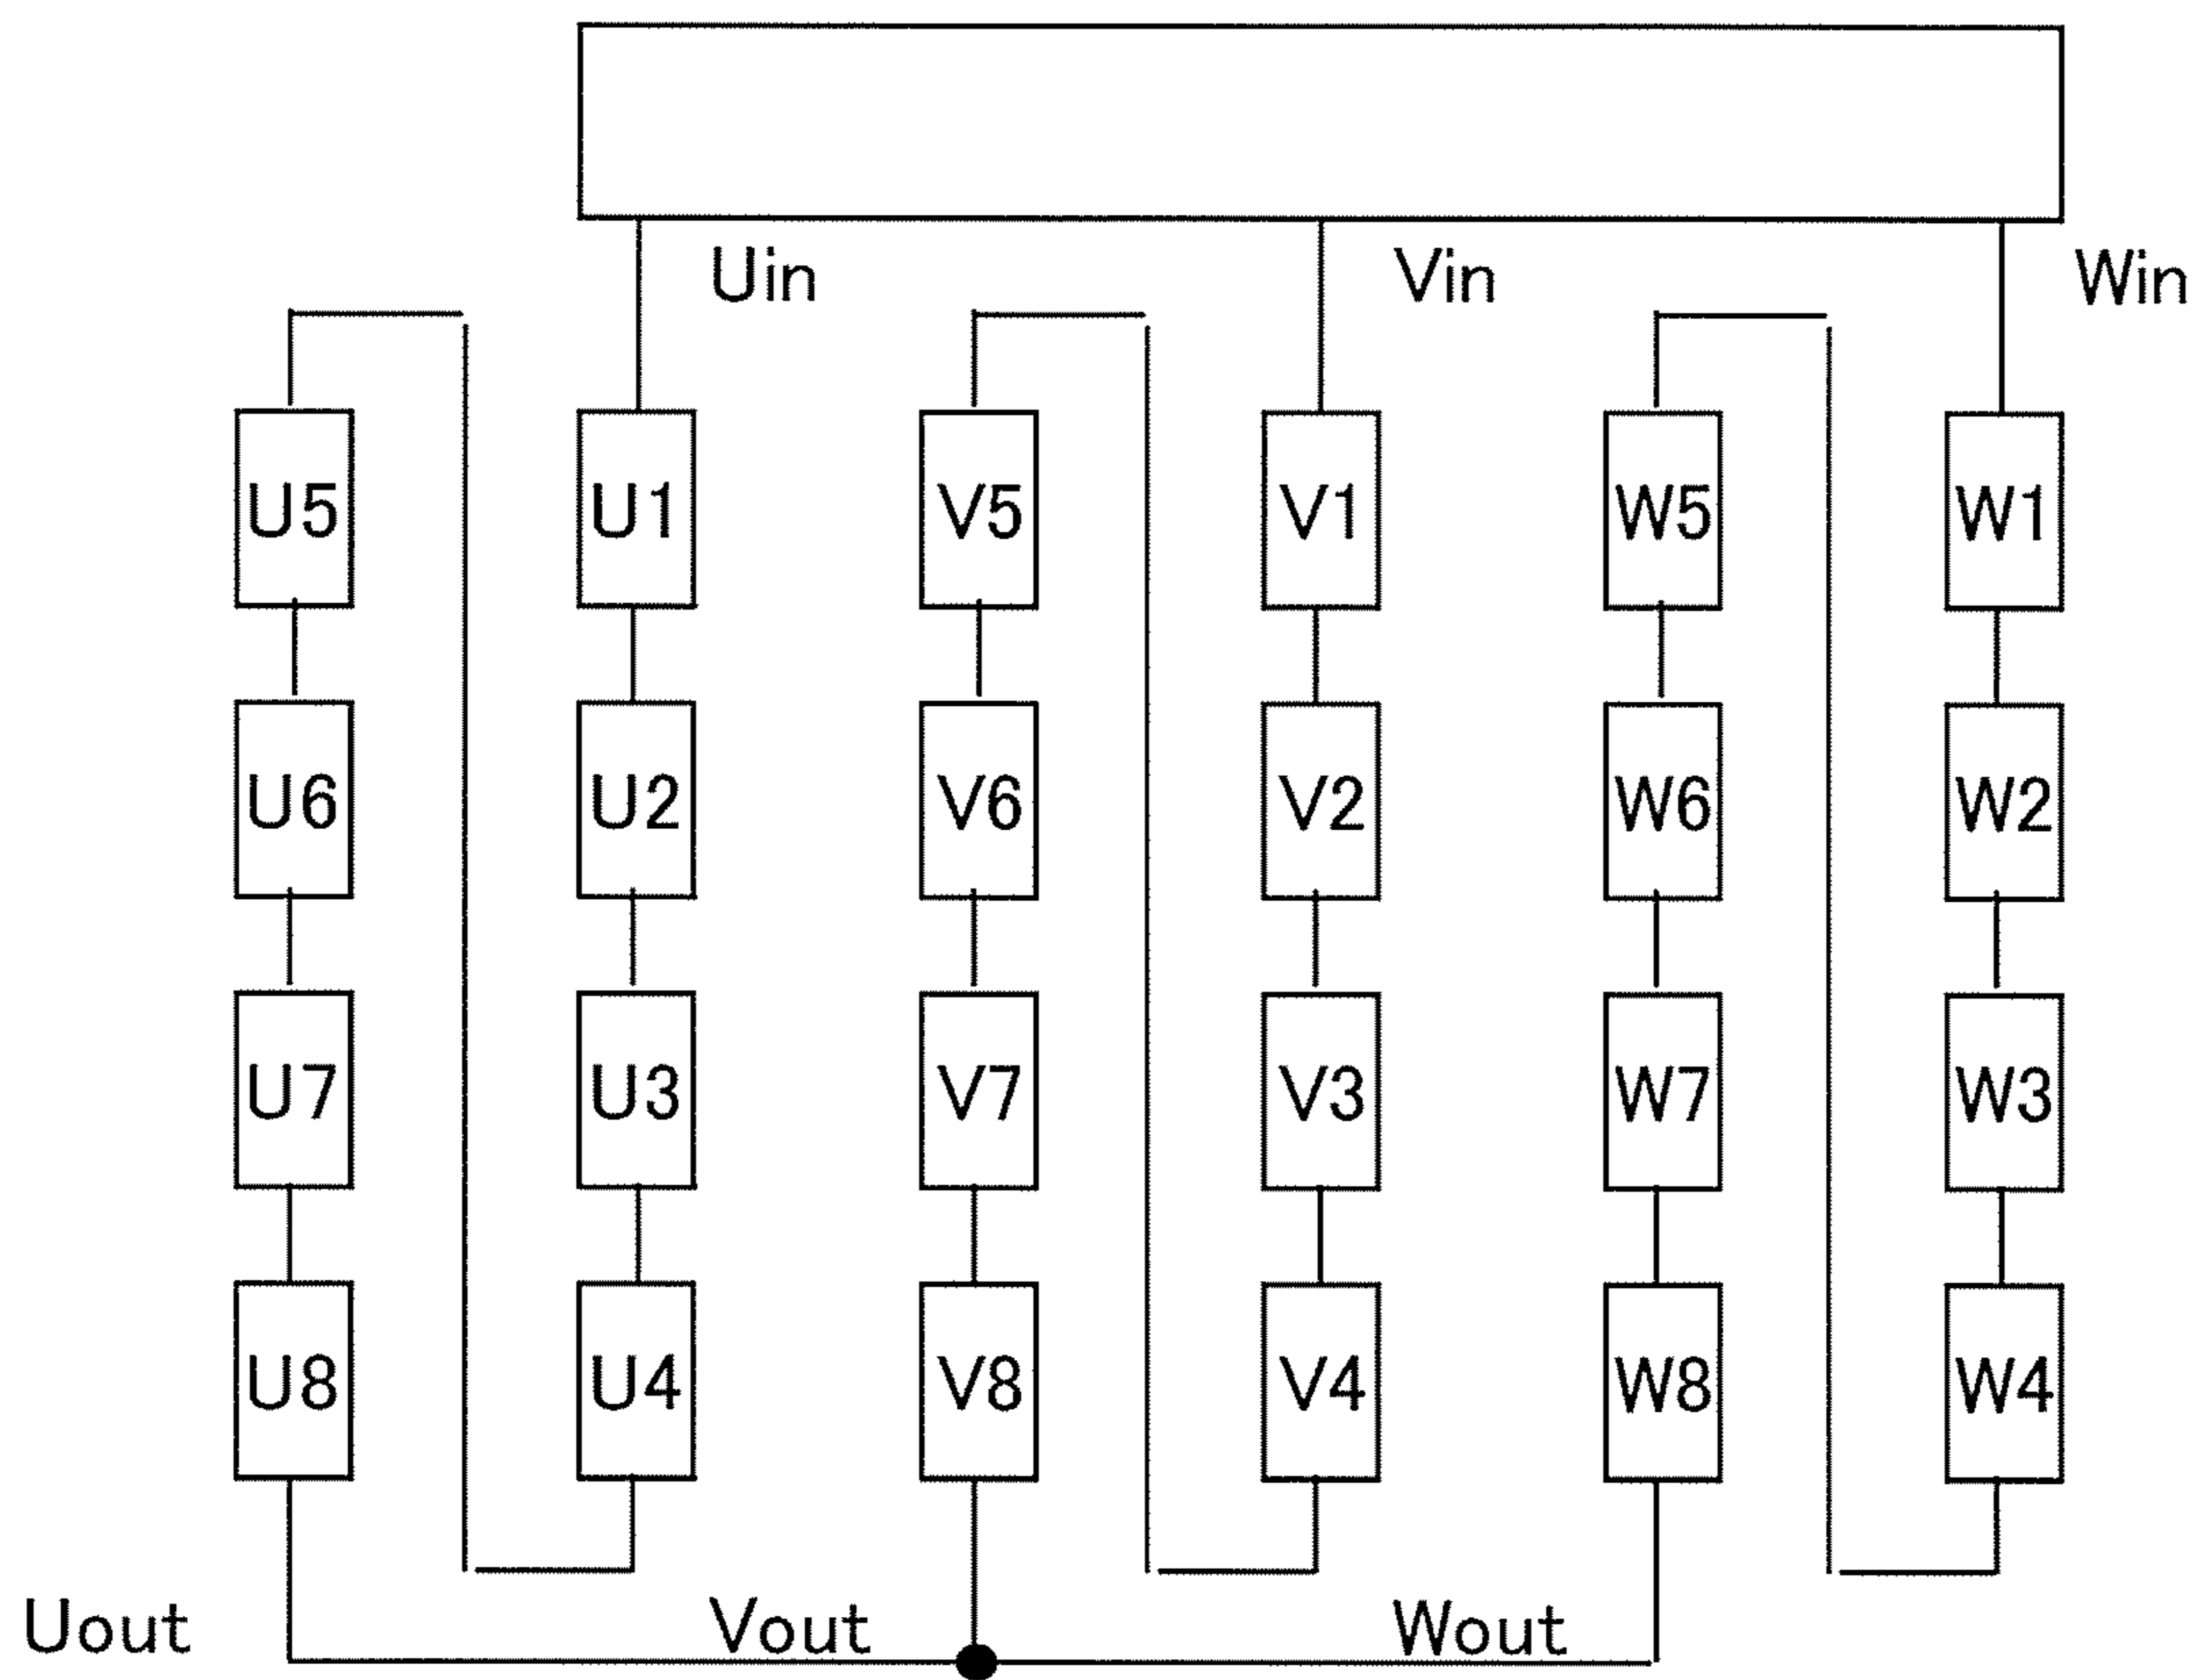 Uin Vin Win
U5 U1 V5 V1 W5 W1
U6 U2 V6 V2 W6 W2
U7 U3 V7 V3 W7 W3
U8 U4 V8 V4 W8 W4
Uout Vout Wout